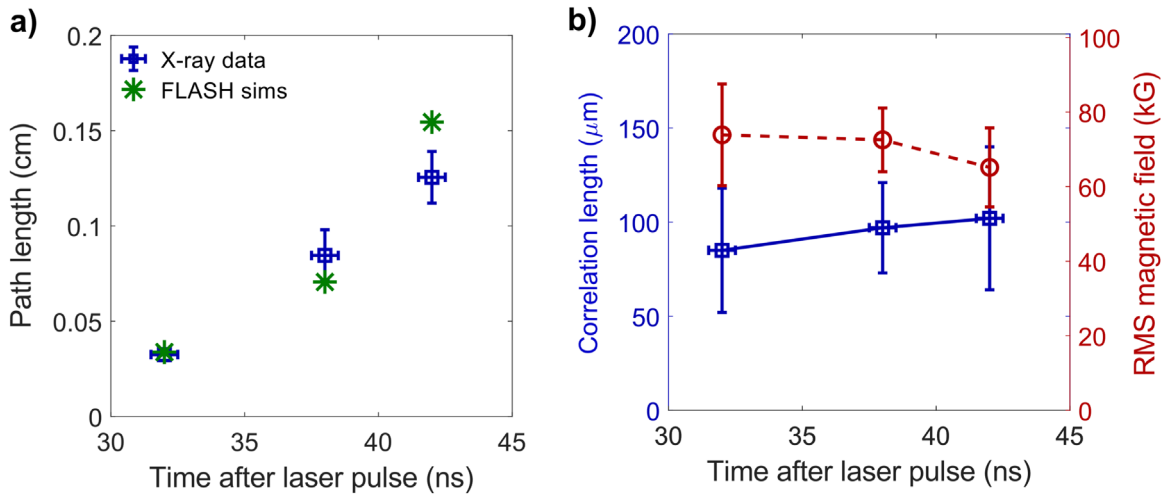 a)
0.2
0.15
0.1
0.05
0
Path length (cm)
X-ray data
FLASH sims
30 35 40 45
Time after laser pulse (ns)
b)
200
150
100
50
0
Correlation length (μm)
100
80
60
40
20
0
RMS magnetic field (kG)
30 35 40 45
Time after laser pulse (ns)